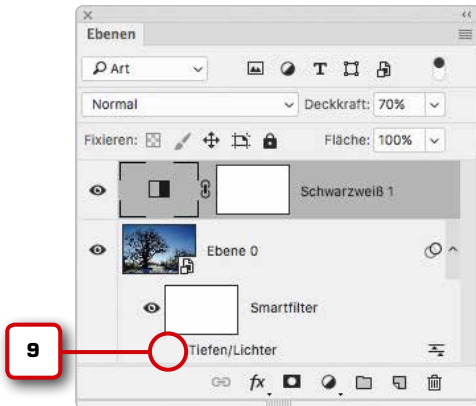 Ebenen
Art
T
Normal Deckkraft: 70%
Fixieren: Fläche: 100%
Schwarzweiß 1
Ebene 0
Smartfilter
9 Tiefen/Lichter
fx